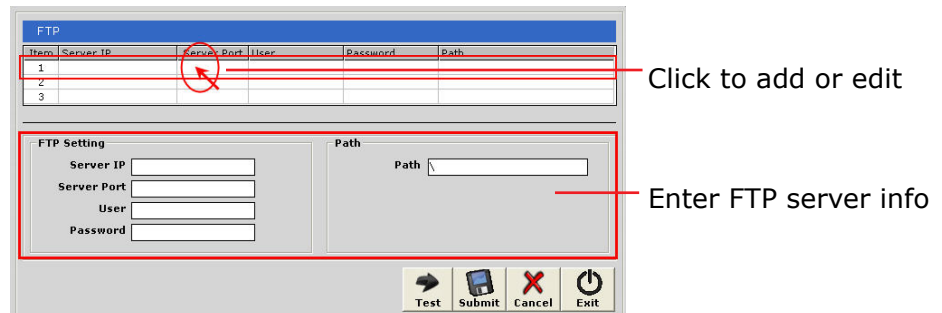 FTP
Item Server IP Server Port User Password Path
1
2
3
Click to add or edit
FTP Setting
Server IP
Server Port
User
Password
Path
Path \
Enter FTP server info
Test Submit Cancel Exit